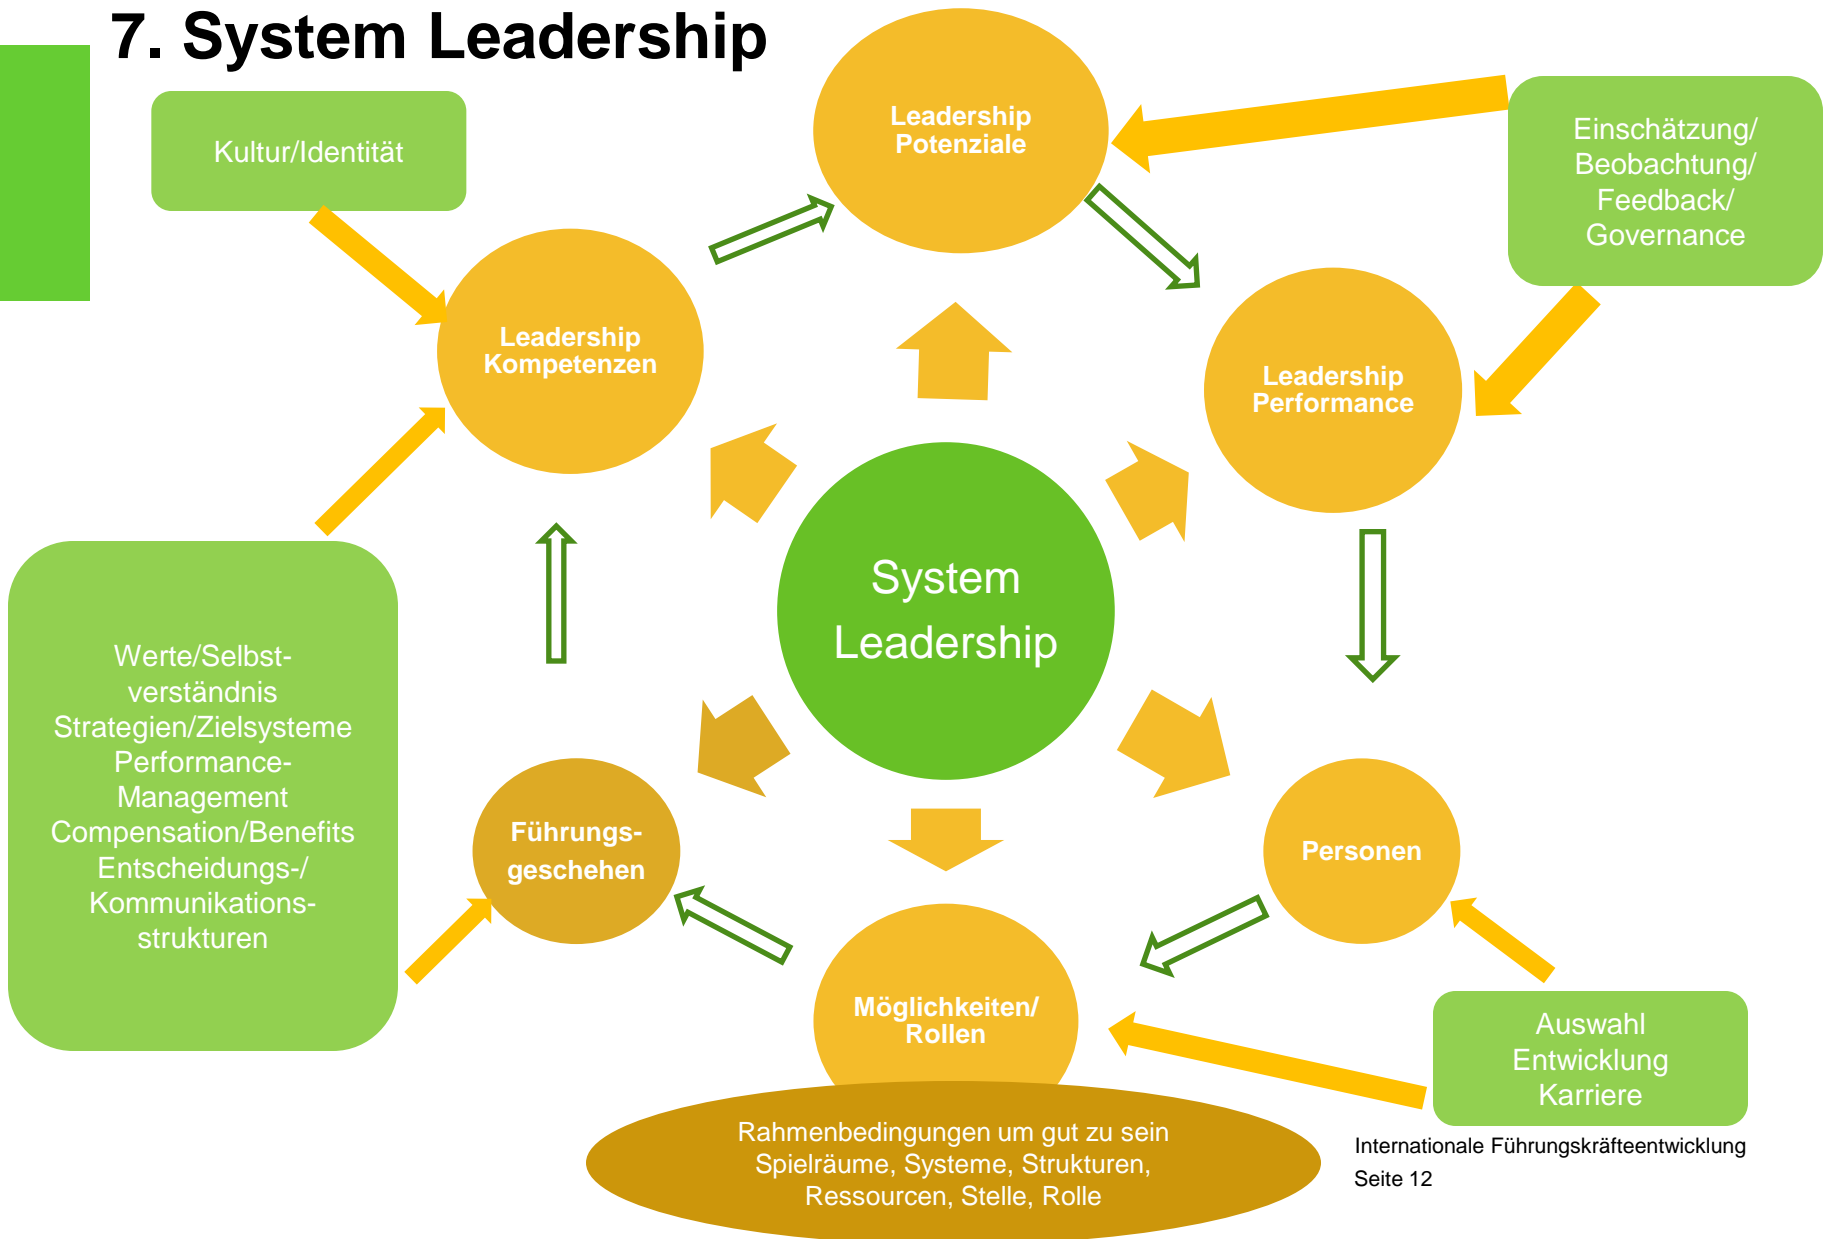 7. System Leadership
Kultur/Identität
Leadership
Potenziale
Einschätzung/
Beobachtung/
Feedback/
Governance
Leadership
Kompetenzen
Leadership
Performance
System
Leadership
Werte/Selbst-
verständnis
Strategien/Zielsysteme
Performance-
Management
Compensation/Benefits
Entscheidungs-/
Kommunikations-
strukturen
Führungs-
geschehen
Personen
Möglichkeiten/
Rollen
Auswahl
Entwicklung
Karriere
Rahmenbedingungen um gut zu sein
Spielräume, Systeme, Strukturen,
Ressourcen, Stelle, Rolle
Internationale Führungskräfteentwicklung
Seite 12